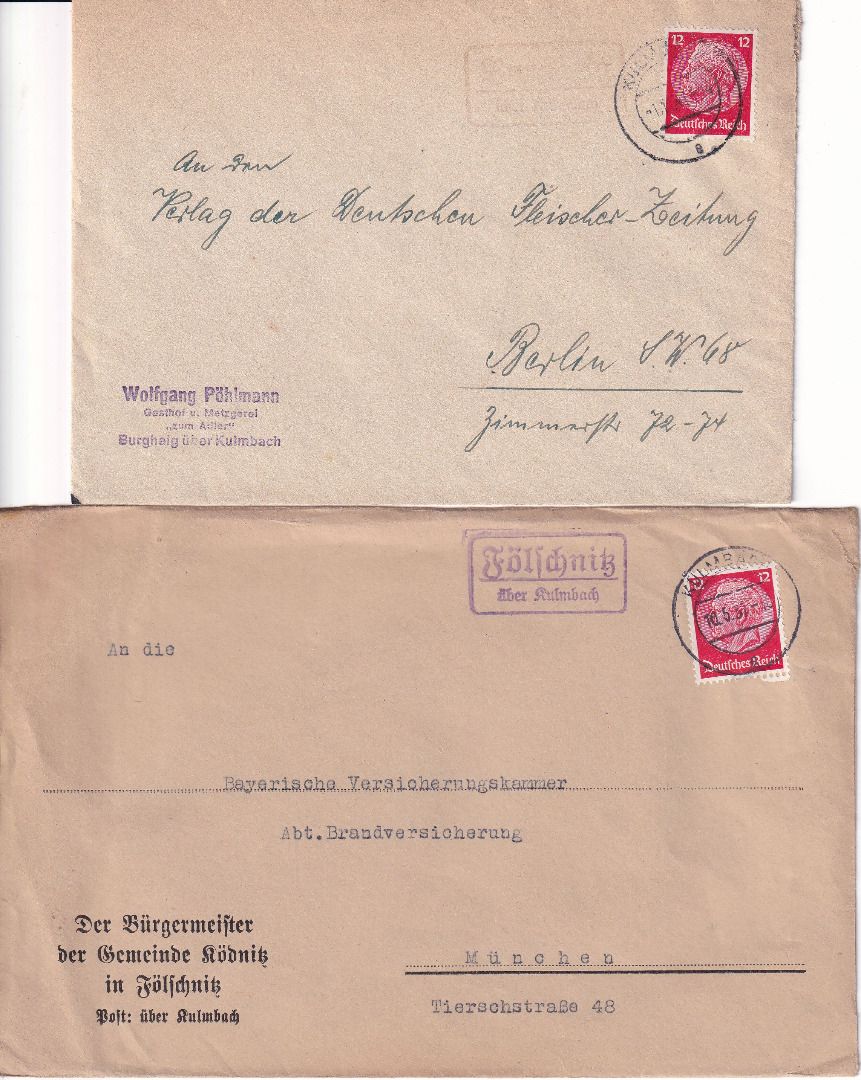 12 12
Deutsches Reich
An den
Verlag der Deutschen Fleischer-Zeitung
Berlin S.W. 68
Zimmerstr 72-74
Wolfgang Pöhlmann
Gasthof u. Metzgerei
„zum Adler"
Burghaig über Kulmbach
Fölschnitz
über Kulmbach
KULMBACH
12
Deutsches Reich
An die
Bayerische Versicherungskammer
Abt.Brandversicherung
Der Bürgermeister
der Gemeinde Ködnitz
in Fölschnitz
Post: über Kulmbach
München
Tierschstraße 48